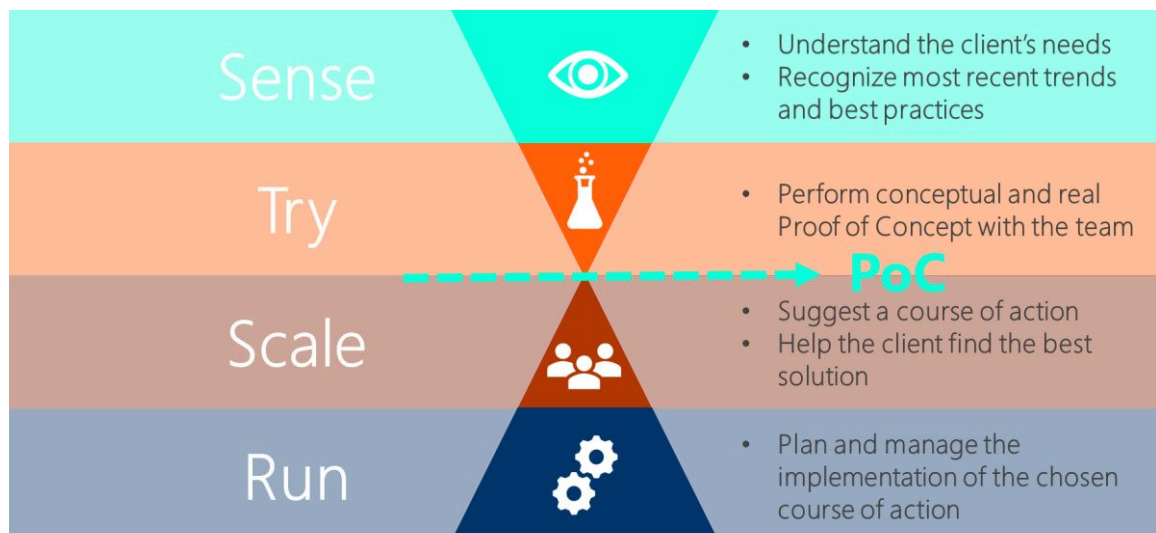 Sense
• Understand the client's needs
• Recognize most recent trends
and best practices
Try
• Perform conceptual and real
Proof of Concept with the team
PoC
Scale
• Suggest a course of action
• Help the client find the best
solution
Run
• Plan and manage the
implementation of the chosen
course of action